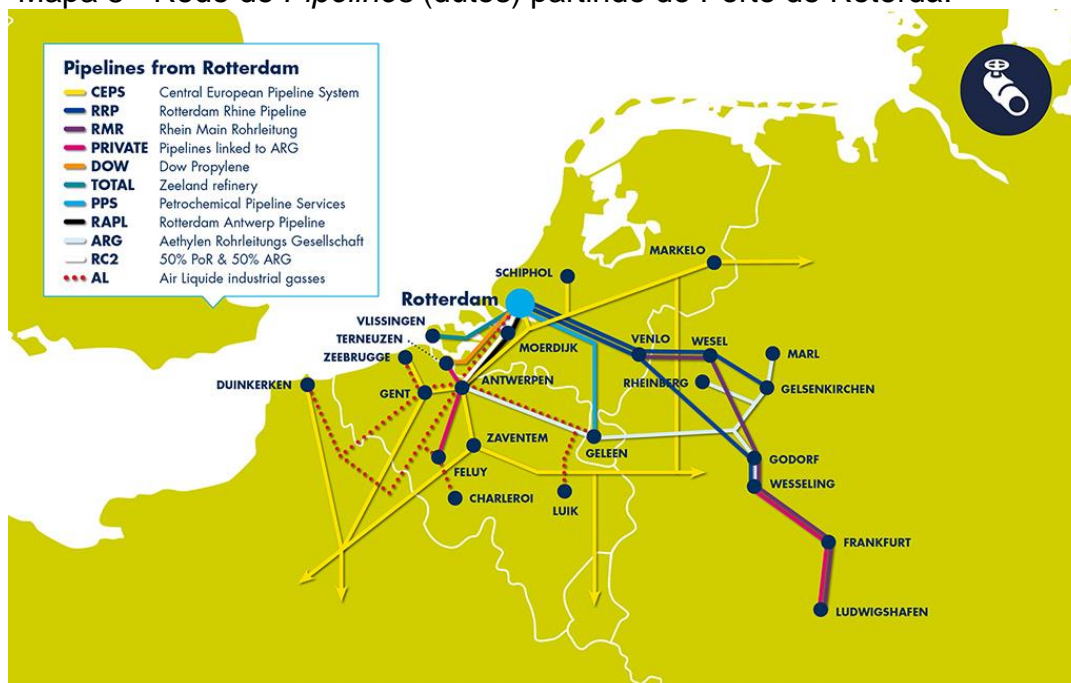 Mapa 3 - Rede de Pipelines (dutos) partindo do Porto de Roterdã.
Pipelines from Rotterdam
CEPS Central European Pipeline System
RRP Rotterdam Rhine Pipeline
RMR Rhein Main Rohrleitung
PRIVATE Pipelines linked to ARG
DOW Dow Propylene
TOTAL Zeeland refinery
PPS Petrochemical Pipeline Services
RAPL Rotterdam Antwerp Pipeline
ARG Aethylen Rohrleitungs Gesellschaft
RC2 50% PoR & 50% ARG
AL Air Liquide industrial gasses
MARKELO
SCHIPHOL
Rotterdam
VLISSINGEN
TERNEUZEN
ZEEBRUGGE
MOERDIJK
VENLO
WESEL
MARL
DUINKERKEN
GENT
ANTWERPEN
RHEINBERG
GELSENKIRCHEN
ZAVENTEM
GELEEN
FELUY
GODORF
CHARLEROI
LUIK
WESSELING
FRANKFURT
LUDWIGSHAFEN